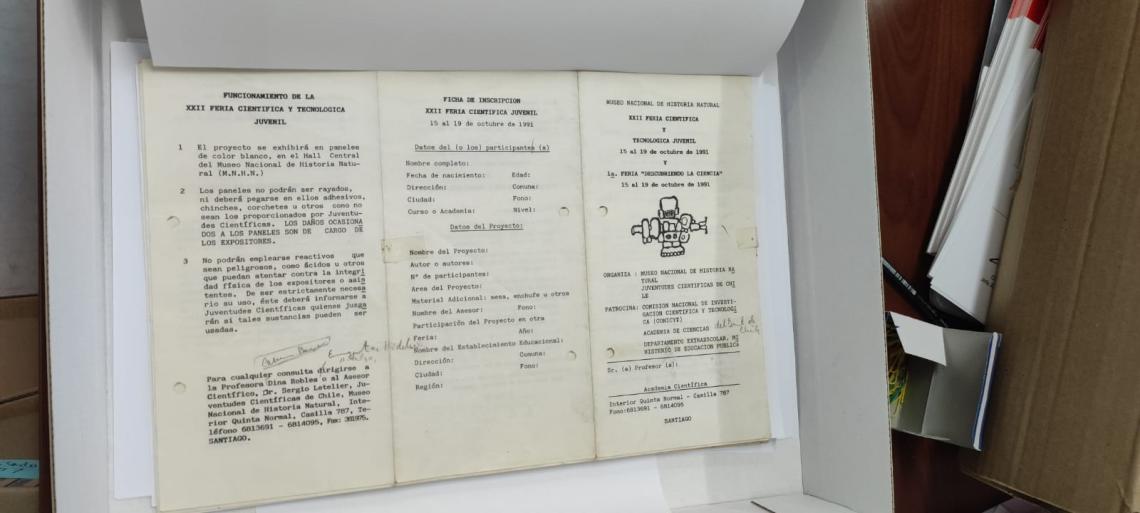 FUNCIONAMIENTO DE LA
XXII FERIA CIENTIFICA Y TECNOLOGICA
JUVENIL
1 El proyecto se exhibirá en paneles
de color blanco, en el Hall Central
del Museo Nacional de Historia Natu-
ral (M.N.H.N.)
2 Los paneles no podrán ser rayados,
ni deberá pegarse en ellos adhesivos,
chinches, corchetes u otros como no
sean los proporcionados por Juventu-
des Científicas. LOS DAÑOS OCASIONA
DOS A LOS PANELES SON DE CARGO DE
LOS EXPOSITORES.
3 No podrán emplearse reactivos que
sean peligrosos, como ácidos u otros
que puedan atentar contra la integri
dad física de los expositores o asis
tentes. De ser estrictamente necesa
rio su uso, éste deberá informarse a
Juventudes Científicas quienes juzga
rán si tales sustancias pueden ser
usadas.
Para cualquier consulta dirigirse a
la Profesora Dina Robles o al Asesor
Científico, Dr. Sergio Letelier, Ju-
ventudes Científicas de Chile, Museo
Nacional de Historia Natural, Inte-
rior Quinta Normal, Casilla 787, Te-
léfono 6813691 - 6814095, Fax: 381975.
SANTIAGO.
FICHA DE INSCRIPCION
XXII FERIA CIENTIFICA JUVENIL
15 al 19 de octubre de 1991
Datos del (o los) participantes (s)
Nombre completo:
Fecha de nacimiento: Edad:
Dirección: Comuna:
Ciudad: Fono:
Curso o Academia: Nivel:
Datos del Proyecto:
Nombre del Proyecto:
Autor o autores:
N° de participantes:
Area del Proyecto:
Material Adicional: mesa, enchufe u otros
Nombre del Asesor: Fono:
Participación del Proyecto en otra
Feria: Año:
Nombre del Establecimiento Educacional:
Dirección: Comuna:
Ciudad: Fono:
Región:
MUSEO NACIONAL DE HISTORIA NATURAL
XXII FERIA CIENTIFICA
Y
TECNOLOGICA JUVENIL
15 al 19 de octubre de 1991
Y
1a. FERIA "DESCUBRIENDO LA CIENCIA"
15 al 19 de octubre de 1991
ORGANIZA : MUSEO NACIONAL DE HISTORIA NA
TURAL
JUVENTUDES CIENTIFICAS DE CHI
LE
PATROCINA: COMISION NACIONAL DE INVESTI-
GACION CIENTIFICA Y TECNOLOGI
CA (CONICYT)
ACADEMIA DE CIENCIAS del
Chile
DEPARTAMENTO EXTRAESCOLAR, MI
NISTERIO DE EDUCACION PUBLICA
Sr. (a) Profesor (a):
Academia Científica
Interior Quinta Normal - Casilla 787
Fono:6813691 - 6814095
SANTIAGO